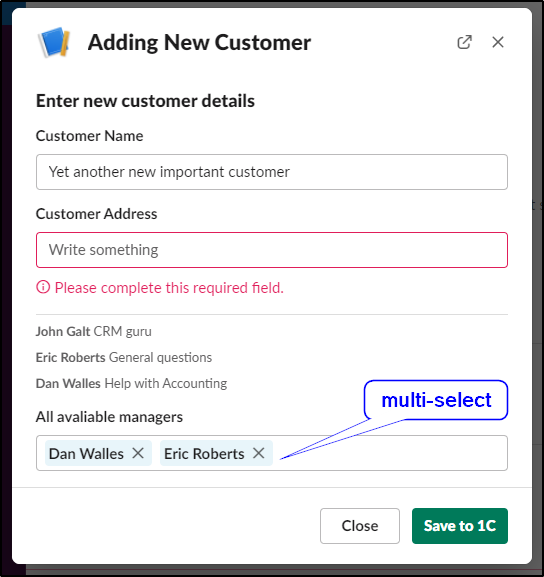 Adding New Customer
Enter new customer details
Customer Name
Yet another new important customer
Customer Address
Write something
Please complete this required field.
John Galt CRM guru
Eric Roberts General questions
Dan Walles Help with Accounting
multi-select
All avaliable managers
Dan Walles Eric Roberts
Close Save to 1C